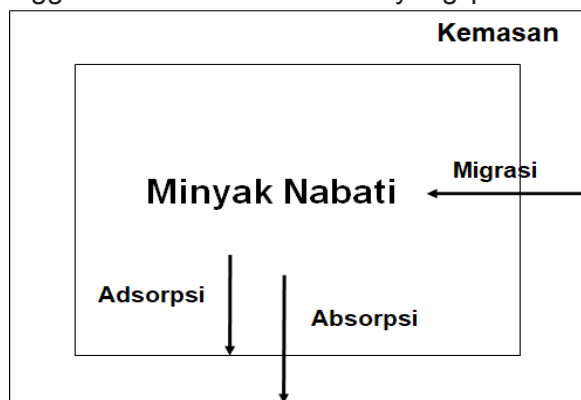 Kemasan
Migrasi
Minyak Nabati
Adsorpsi
Absorpsi